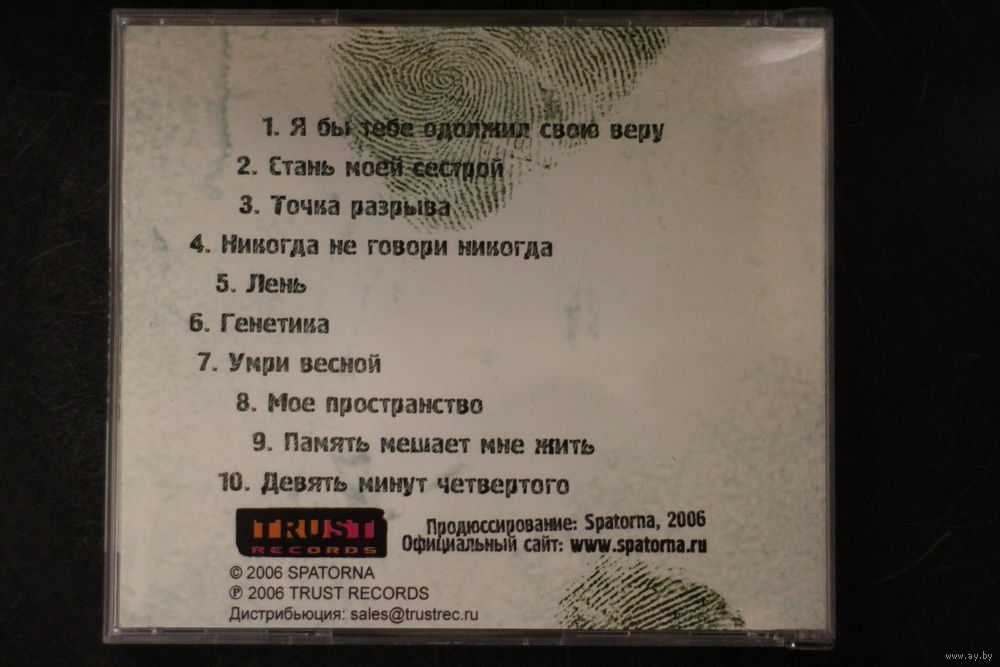 1. Я бы тебе одолжил свою веру
2. Стань моей сестрой
3. Точка разрыва
4. Никогда не говори никогда
5. Лень
6. Генетика
7. Умри весной
8. Мое пространство
9. Память мешает мне жить
10. Девять минут четвертого
TRUST
RECORDS
Продюссирование: Spatorna, 2006
Официальный сайт: www.spatorna.ru
© 2006 SPATORNA
℗ 2006 TRUST RECORDS
Дистрибьюция: sales@trustrec.ru
www.ay.by